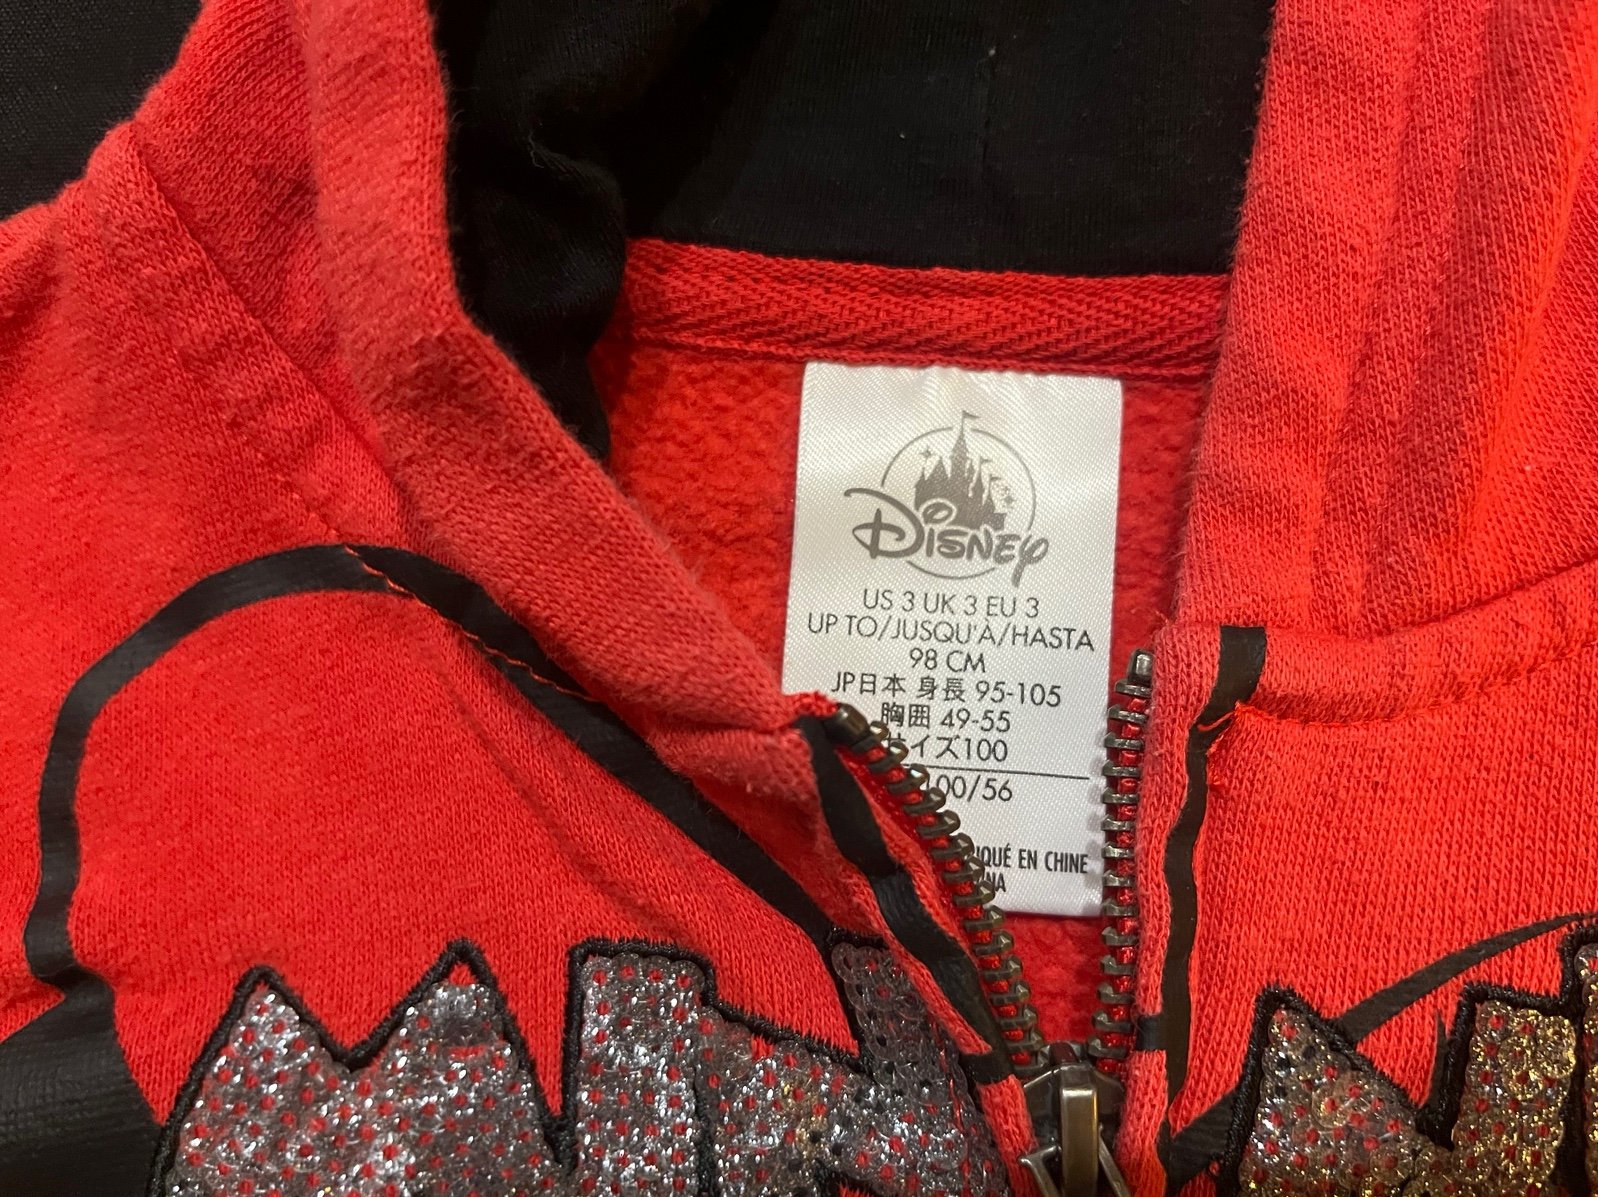 Disney
US 3 UK 3 EU 3
UP TO/JUSQU'À/HASTA
98 CM
JP日本 身長 95-105
胸囲 49-55
サイズ100
00/56
IQUÉ EN CHINE
NA